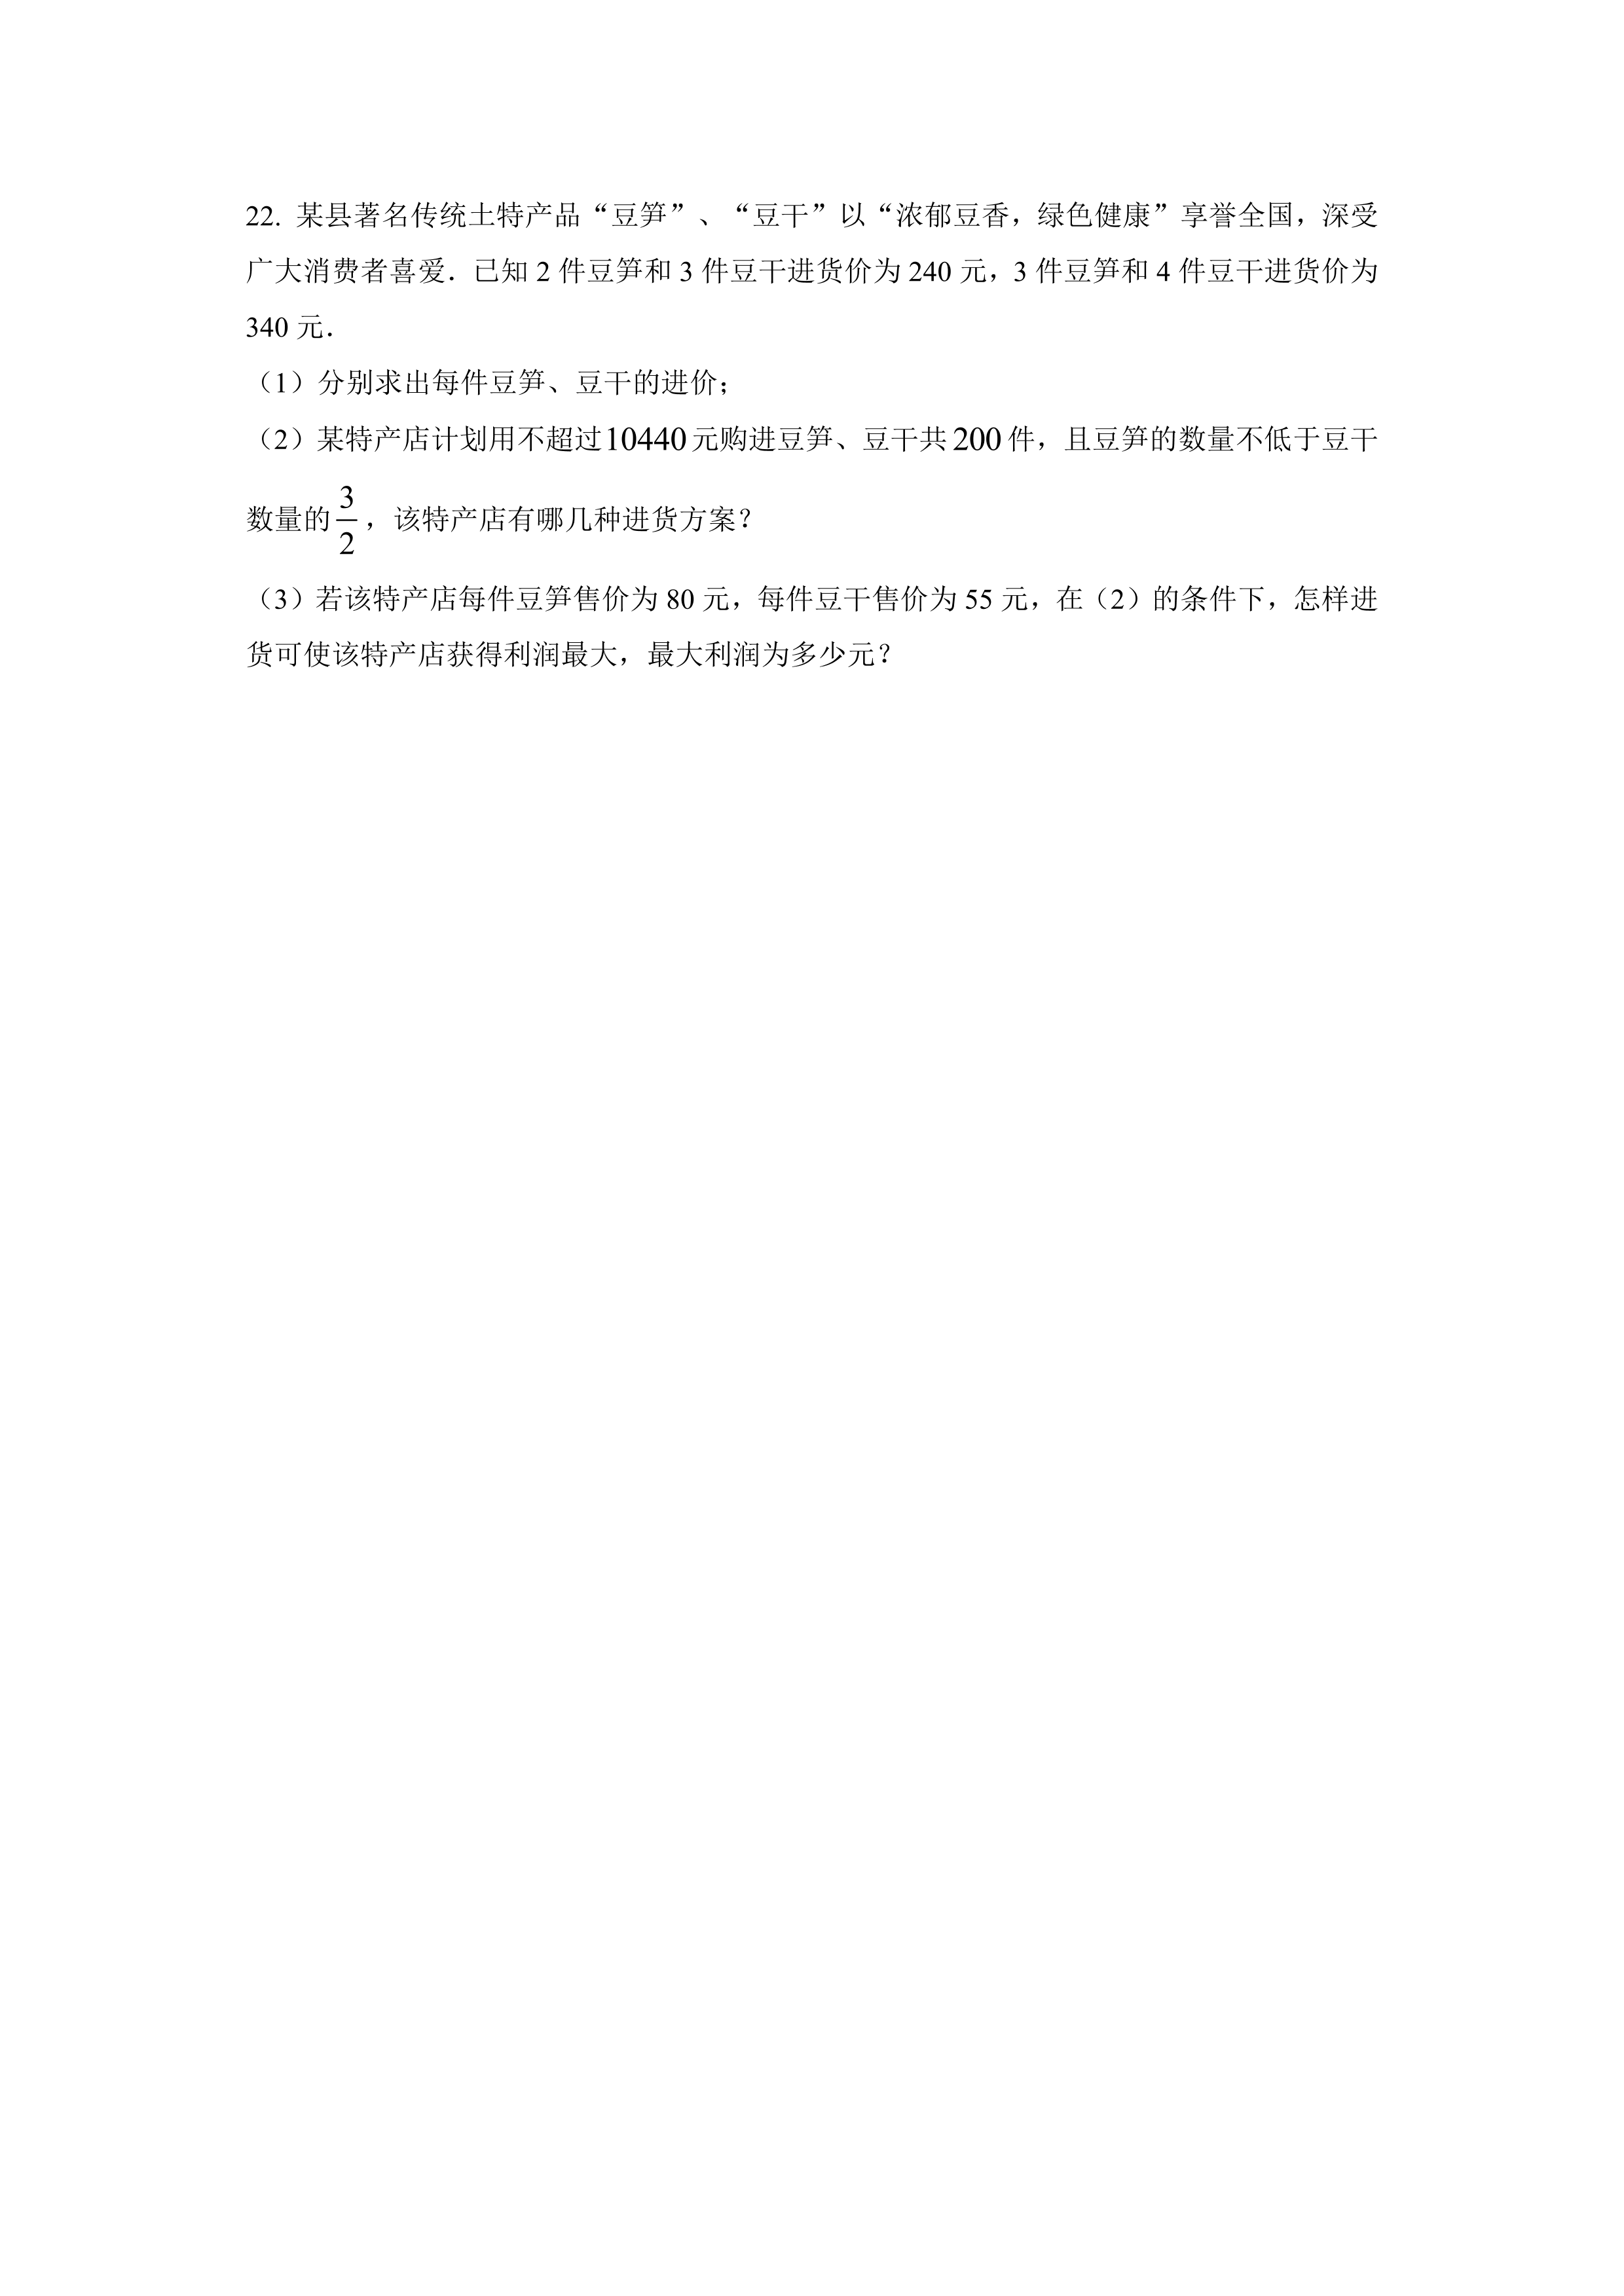 22. 某县著名传统土特产品“豆笋”、“豆干”以“浓郁豆香，绿色健康”享誉全国，深受
广大消费者喜爱．已知 2 件豆笋和 3 件豆干进货价为 240 元，3 件豆笋和 4 件豆干进货价为
340 元．
（1）分别求出每件豆笋、豆干的进价；
（2）某特产店计划用不超过10440元购进豆笋、豆干共200件，且豆笋的数量不低于豆干
数量的3/2，该特产店有哪几种进货方案？
（3）若该特产店每件豆笋售价为 80 元，每件豆干售价为 55 元，在（2）的条件下，怎样进
货可使该特产店获得利润最大，最大利润为多少元？